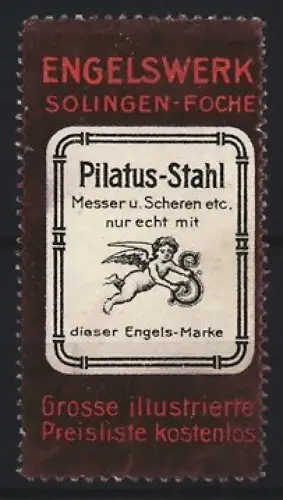 ENGELSWERK
SOLINGEN-FOCHE
Pilatus-Stahl
Messer u. Scheren etc.
nur echt mit
dieser Engels-Marke
Grosse illustrierte
Preisliste kostenlos